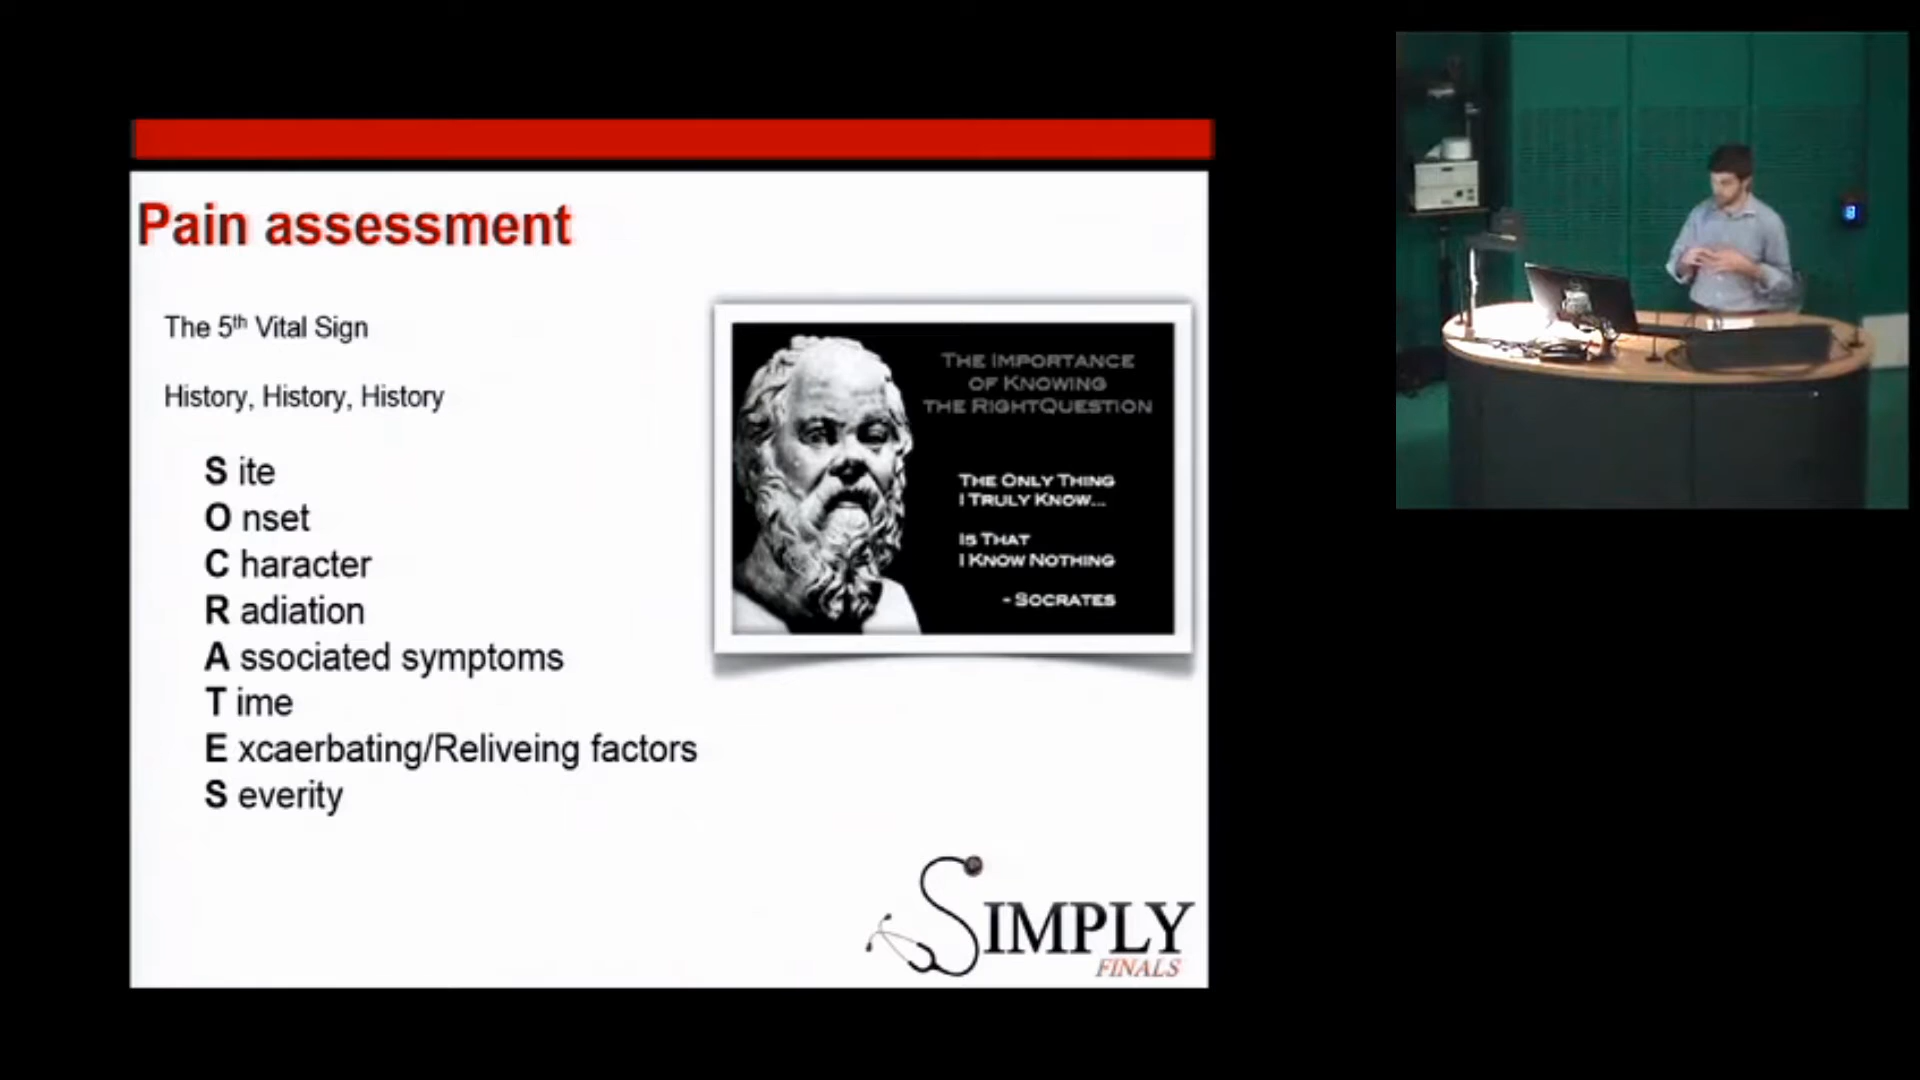 Pain assessment
The 5th Vital Sign
History, History, History
S ite
O nset
C haracter
R adiation
A ssociated symptoms
T ime
E xcaerbating/Reliveing factors
S everity
The Importance
of Knowing
the RightQuestion
The Only Thing
I Truly Know...
Is That
I Know Nothing
- Socrates
SIMPLY
FINALS